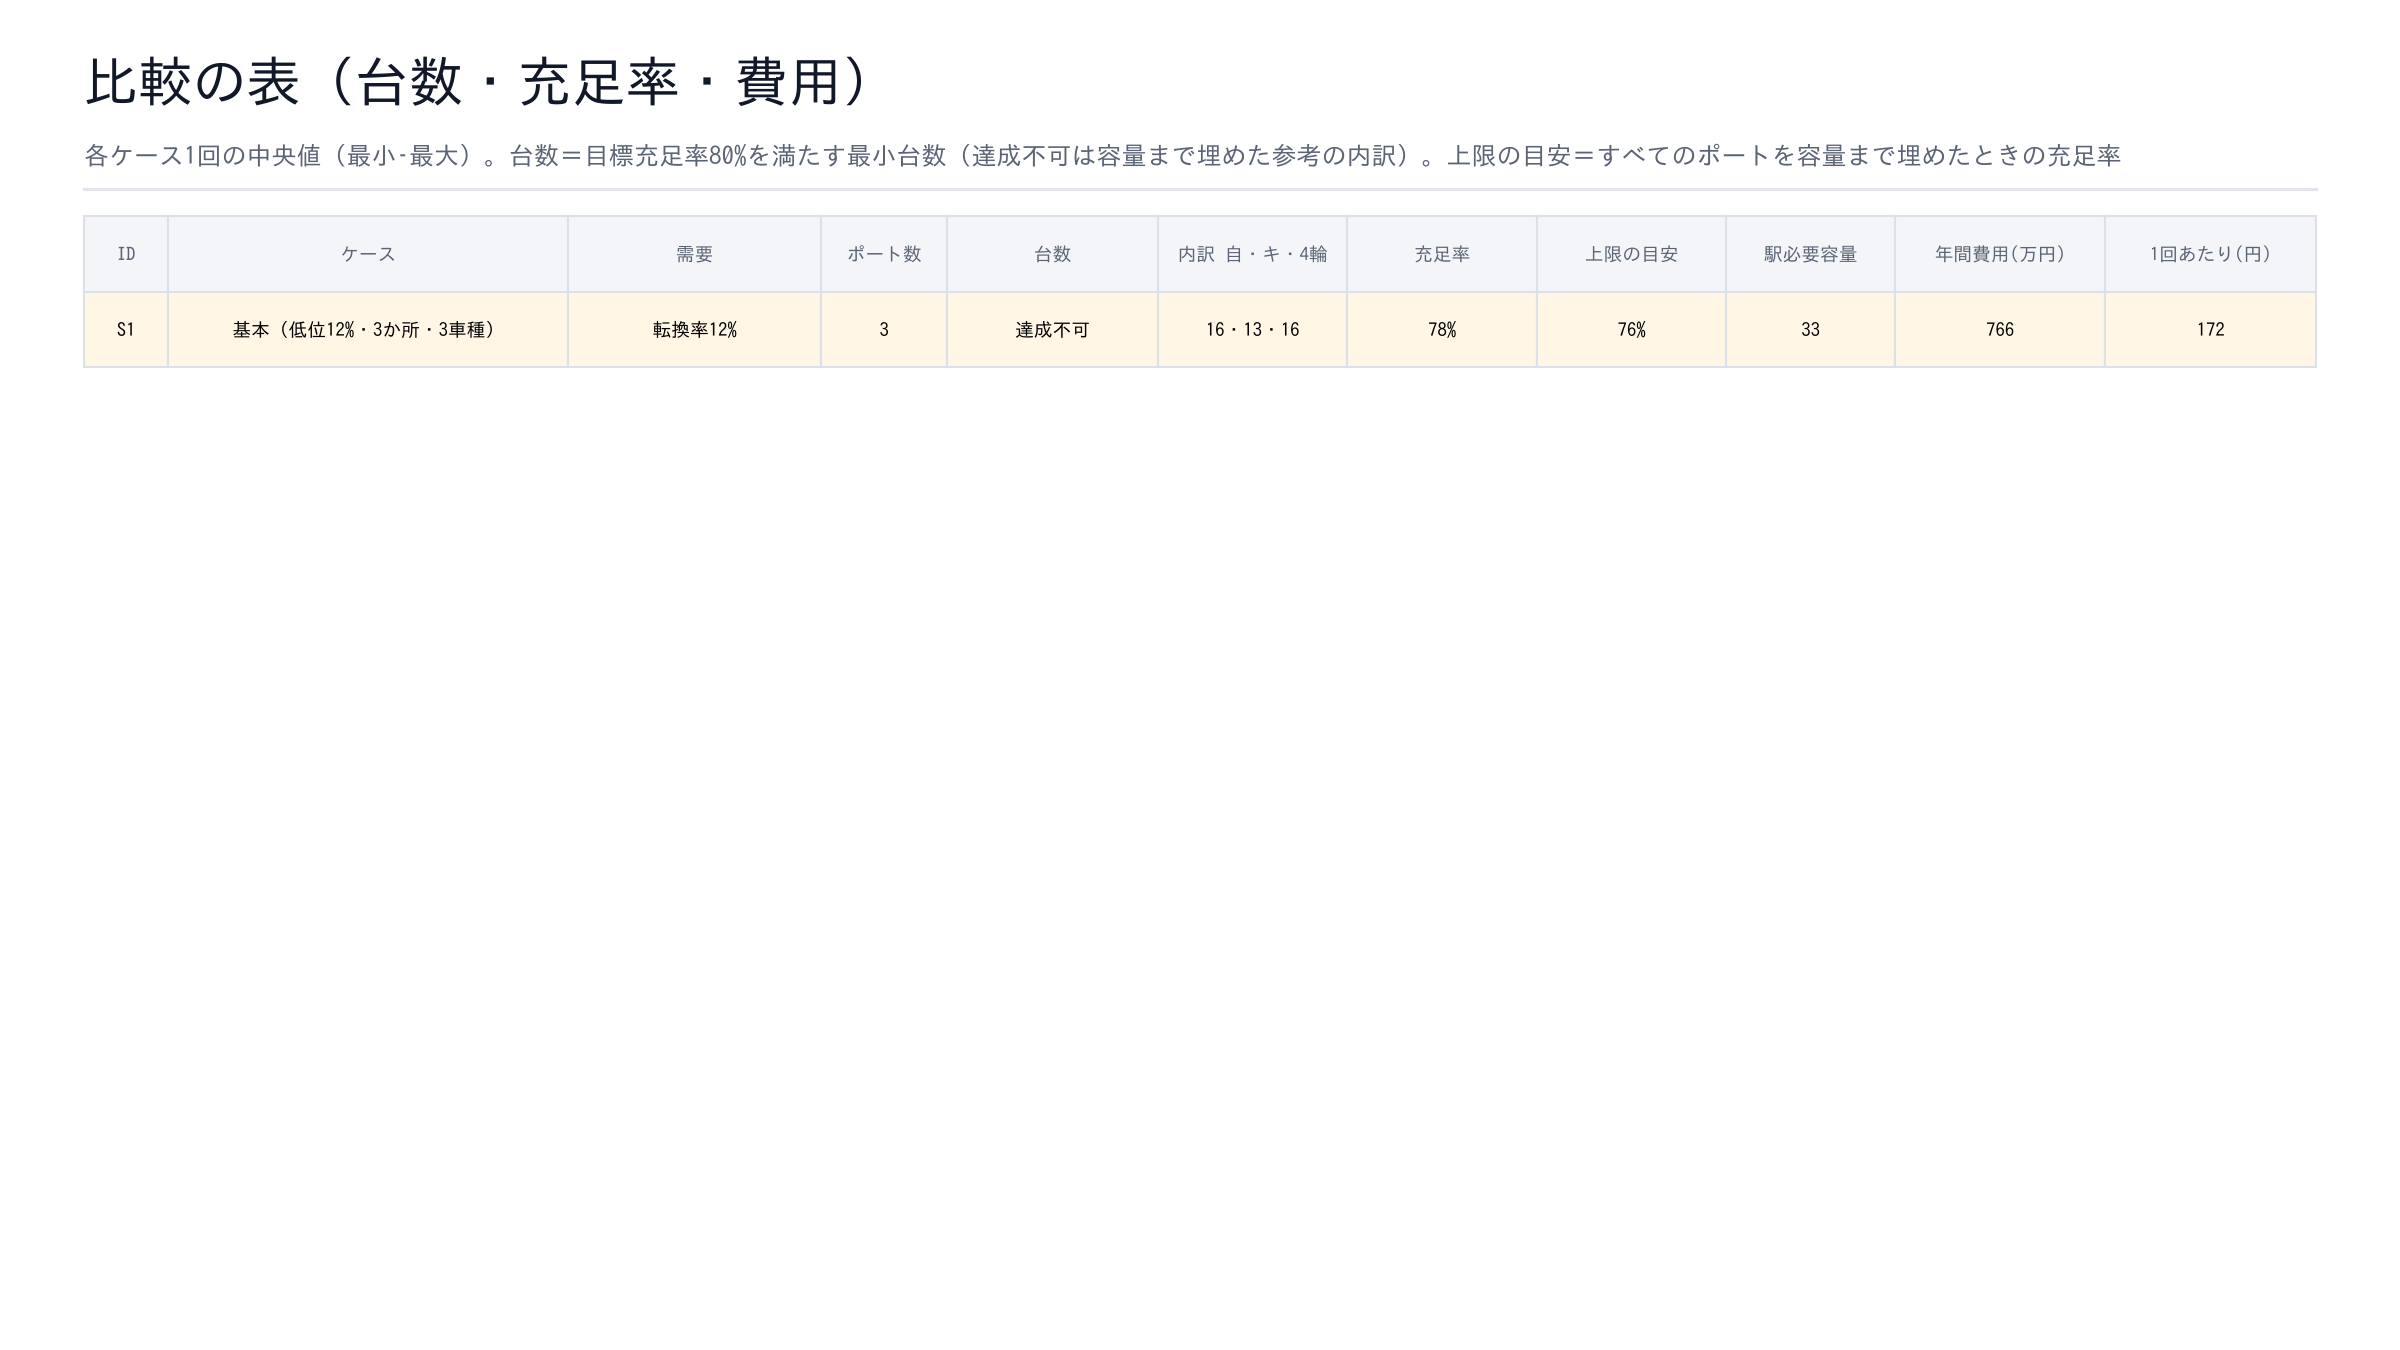 比較の表（台数・充足率・費用）
各ケース1回の中央値（最小-最大）。台数＝目標充足率80%を満たす最小台数（達成不可は容量まで埋めた参考の内訳）。上限の目安＝すべてのポートを容量まで埋めたときの充足率
ID ケース 需要 ポート数 台数 内訳 自・キ・4輪 充足率 上限の目安 駅必要容量 年間費用(万円) 1回あたり(円)
S1 基本（低位12%・3か所・3車種） 転換率12% 3 達成不可 16・13・16 78% 76% 33 766 172